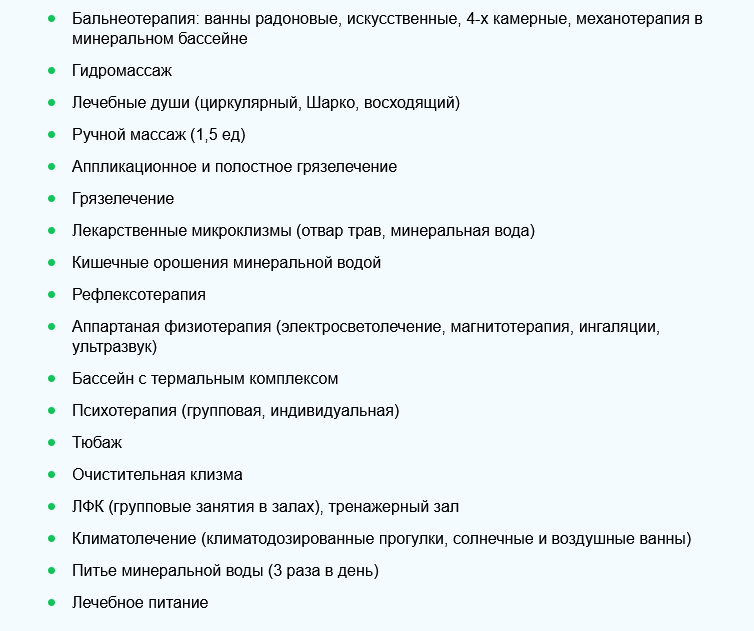 Бальнеотерапия: ванны радоновые, искусственные, 4-х камерные, механотерапия в
минеральном бассейне
Гидромассаж
Лечебные души (циркулярный, Шарко, восходящий)
Ручной массаж (1,5 ед)
Аппликационное и полостное грязелечение
Грязелечение
Лекарственные микроклизмы (отвар трав, минеральная вода)
Кишечные орошения минеральной водой
Рефлексотерапия
Аппартаная физиотерапия (электросветолечение, магнитотерапия, ингаляции,
ультразвук)
Бассейн с термальным комплексом
Психотерапия (групповая, индивидуальная)
Тюбаж
Очистительная клизма
ЛФК (групповые занятия в залах), тренажерный зал
Климатолечение (климатодозированные прогулки, солнечные и воздушные ванны)
Питье минеральной воды (3 раза в день)
Лечебное питание